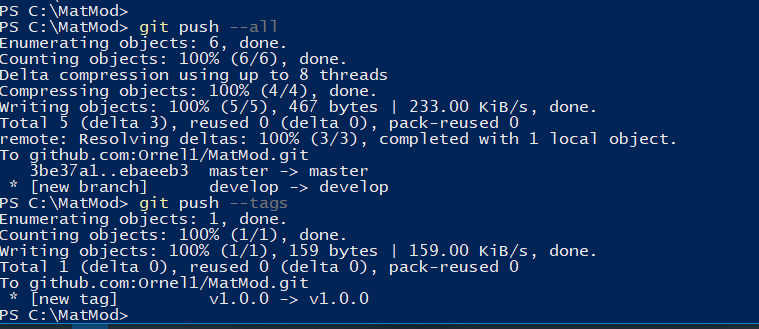 PS C:\MatMod>
PS C:\MatMod> git push --all
Enumerating objects: 6, done.
Counting objects: 100% (6/6), done.
Delta compression using up to 8 threads
Compressing objects: 100% (4/4), done.
Writing objects: 100% (5/5), 467 bytes | 233.00 KiB/s, done.
Total 5 (delta 3), reused 0 (delta 0), pack-reused 0
remote: Resolving deltas: 100% (3/3), completed with 1 local object.
To github.com:Ornel1/MatMod.git
   3be37a1..ebaeeb3  master -> master
 * [new branch]      develop -> develop
PS C:\MatMod> git push --tags
Enumerating objects: 1, done.
Counting objects: 100% (1/1), done.
Writing objects: 100% (1/1), 159 bytes | 159.00 KiB/s, done.
Total 1 (delta 0), reused 0 (delta 0), pack-reused 0
To github.com:Ornel1/MatMod.git
 * [new tag]         v1.0.0 -> v1.0.0
PS C:\MatMod>